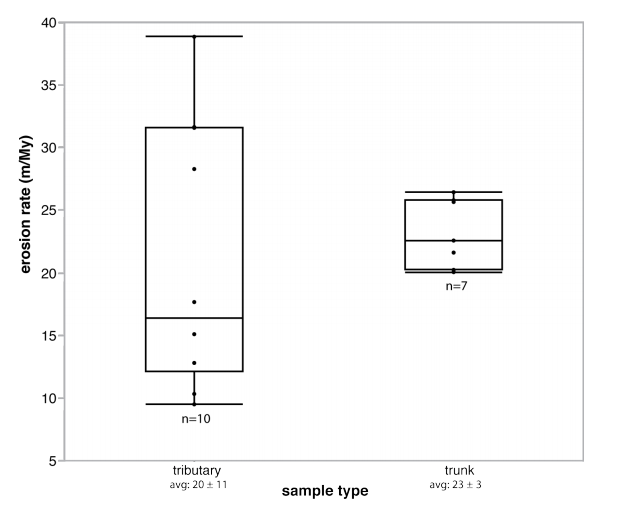 40
35
30
25
20
15
10
5
erosion rate (m/My)
n=10
n=7
tributary
avg: 20 ± 11
trunk
avg: 23 ± 3
sample type